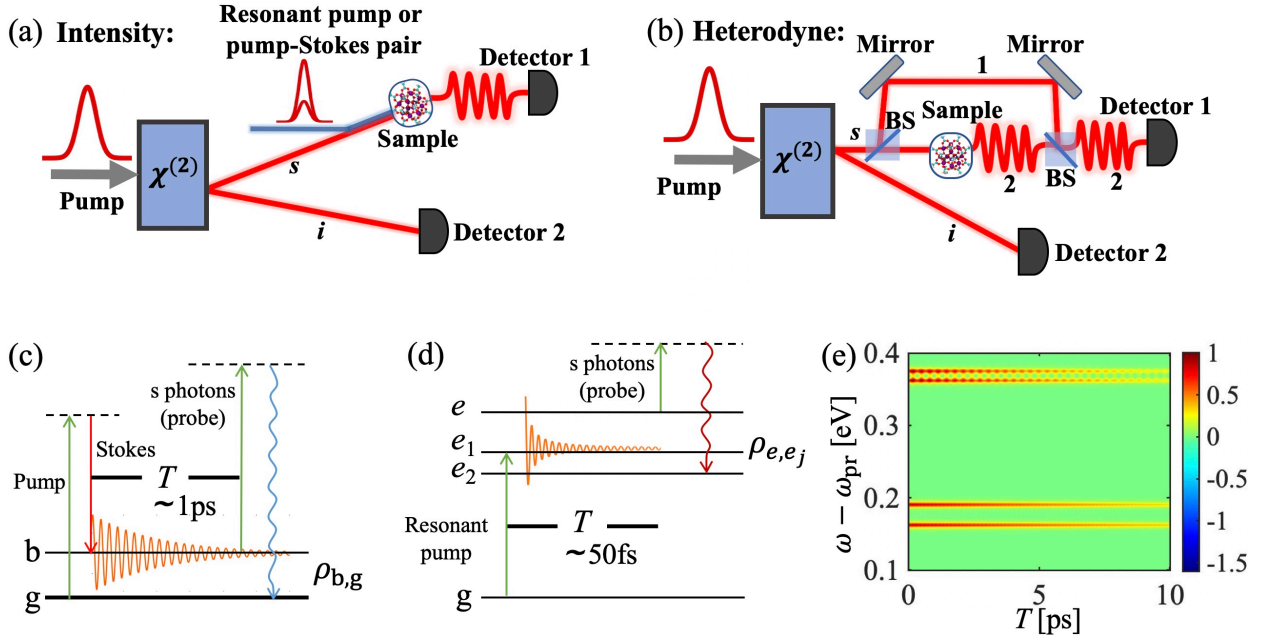 (a) Intensity:
Resonant pump or
pump-Stokes pair
Detector 1
Sample
Pump
χ(2)
s
i
Detector 2
(b) Heterodyne:
Mirror
Mirror
1
Detector 1
Sample
BS
s
2
BS
2
Pump
χ(2)
i
Detector 2
(c)
s photons
(probe)
Stokes
Pump
T
~1ps
b
ρb,g
g
(d)
s photons
(probe)
e
e1
ρe,ej
e2
Resonant
pump
T
~50fs
g
(e)
0.4
0.3
0.2
0.1
ω − ωpr [eV]
0
5
10
T [ps]
1
0.5
0
-0.5
-1
-1.5